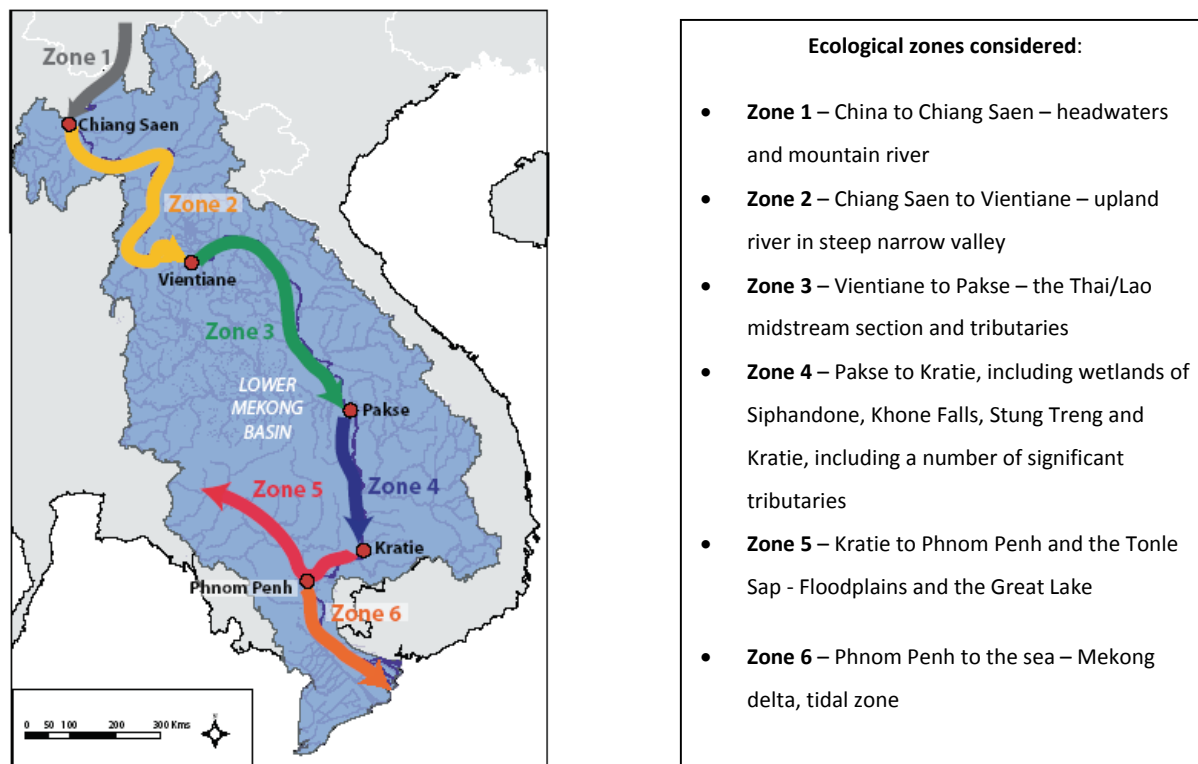 Zone 1
Chiang Saen
Zone 2
Vientiane
Zone 3
LOWER
MEKONG
BASIN
Pakse
Zone 5
Zone 4
Kratie
Phnom Penh
Zone 6
0 50 100 200 300 Kms
Ecological zones considered:
• Zone 1 – China to Chiang Saen – headwaters
and mountain river
• Zone 2 – Chiang Saen to Vientiane – upland
river in steep narrow valley
• Zone 3 – Vientiane to Pakse – the Thai/Lao
midstream section and tributaries
• Zone 4 – Pakse to Kratie, including wetlands of
Siphandone, Khone Falls, Stung Treng and
Kratie, including a number of significant
tributaries
• Zone 5 – Kratie to Phnom Penh and the Tonle
Sap - Floodplains and the Great Lake
• Zone 6 – Phnom Penh to the sea – Mekong
delta, tidal zone